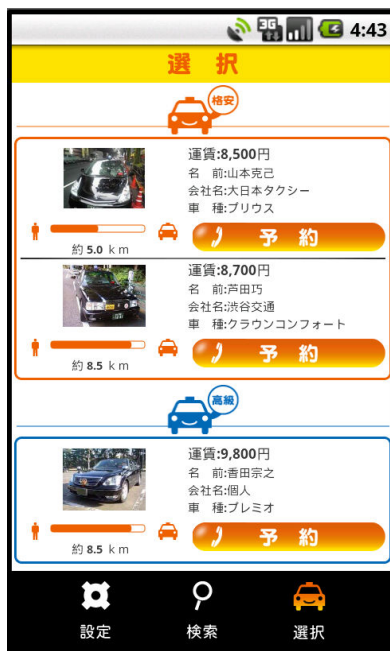 3G
4:43
選 択
格安
運賃:8,500円
名 前:山本克己
会社名:大日本タクシー
車 種:プリウス
約 5.0 km
予 約
運賃:8,700円
名 前:芦田巧
会社名:渋谷交通
車 種:クラウンコンフォート
約 8.5 km
予 約
高級
運賃:9,800円
名 前:香田宗之
会社名:個人
車 種:プレミオ
約 8.5 km
予 約
設定
検索
選択